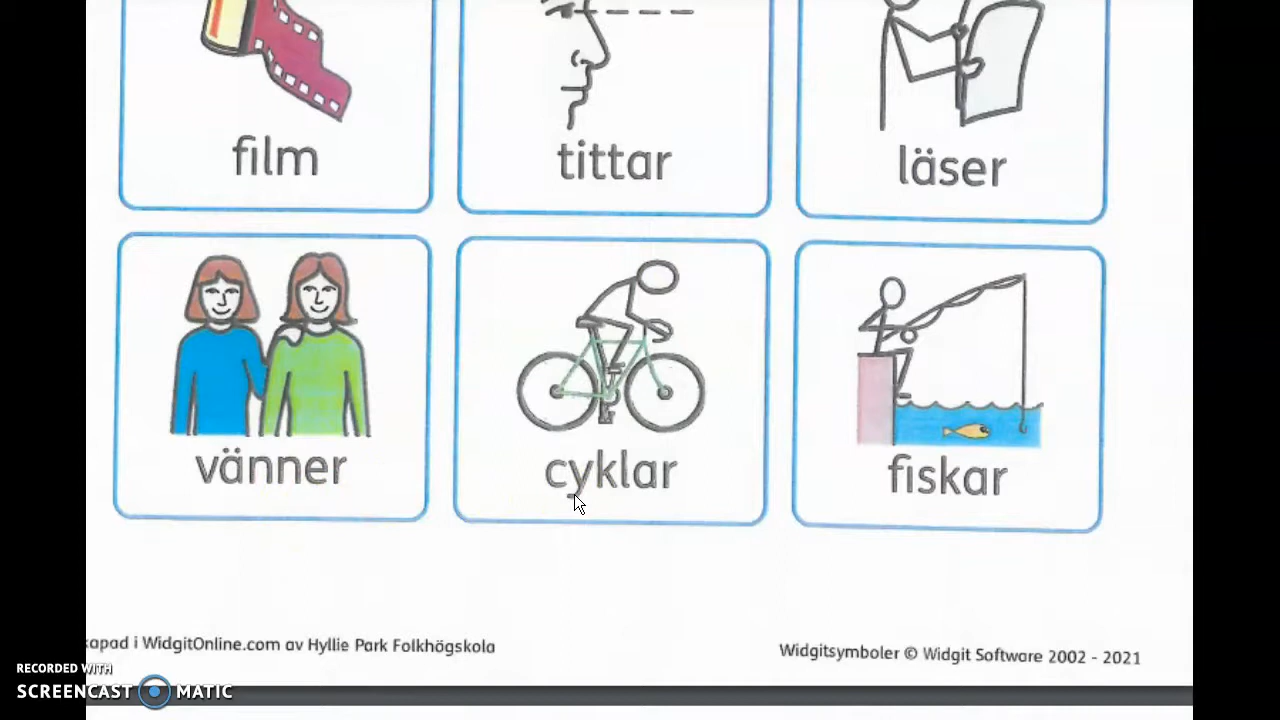 film
tittar
läser
vänner
cyklar
fiskar
kapad i WidgitOnline.com av Hyllie Park Folkhögskola
Widgitsymboler © Widgit Software 2002 - 2021
RECORDED WITH
SCREENCAST MATIC